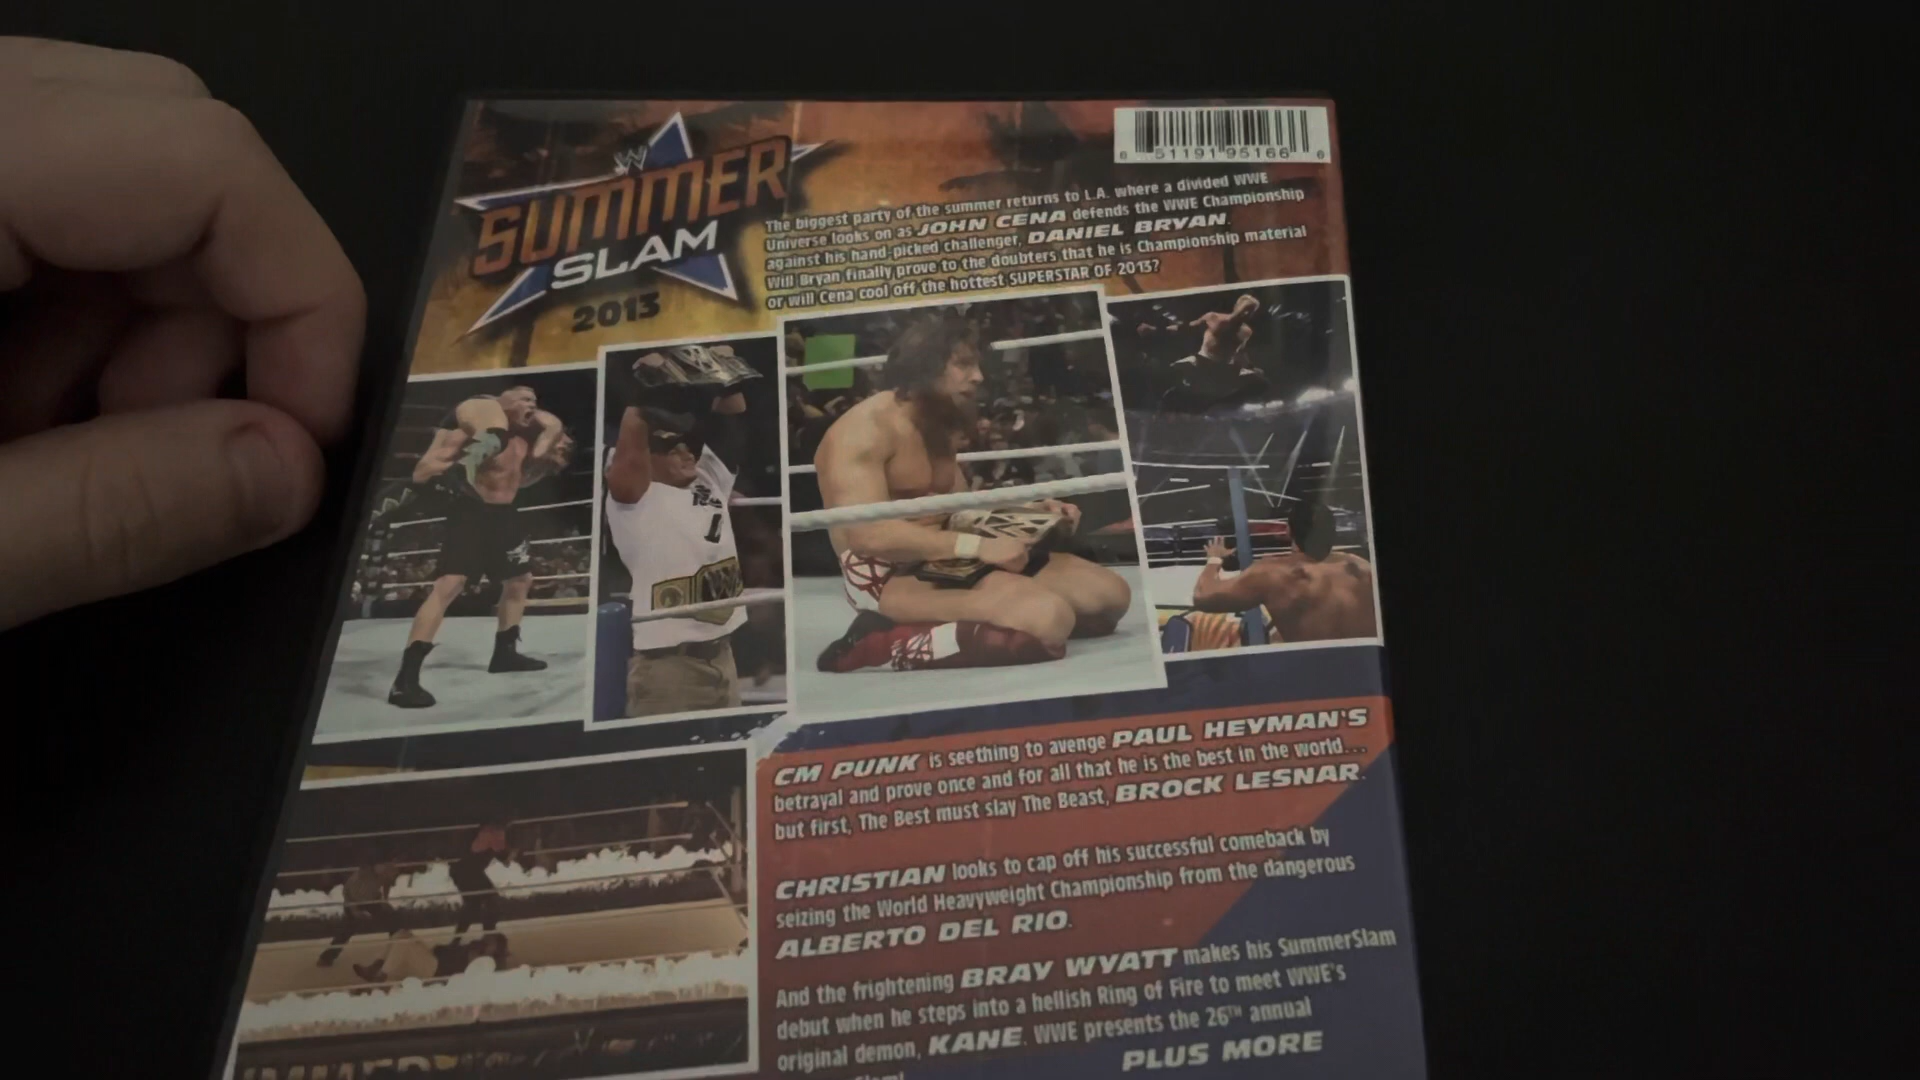 W
SUMMER
SLAM
2013
6 51191 95166 6
The biggest party of the summer returns to L.A. where a divided WWE
Universe looks on as JOHN CENA defends the WWE Championship
against his hand-picked challenger, DANIEL BRYAN.
Will Bryan finally prove to the doubters that he is Championship material
or will Cena cool off the hottest SUPERSTAR OF 2013?
CM PUNK is seething to avenge PAUL HEYMAN'S
betrayal and prove once and for all that he is the best in the world...
but first, The Best must slay The Beast, BROCK LESNAR.
CHRISTIAN looks to cap off his successful comeback by
seizing the World Heavyweight Championship from the dangerous
ALBERTO DEL RIO.
And the frightening BRAY WYATT makes his SummerSlam
debut when he steps into a hellish Ring of Fire to meet WWE's
original demon, KANE. WWE presents the 26™ annual
PLUS MORE